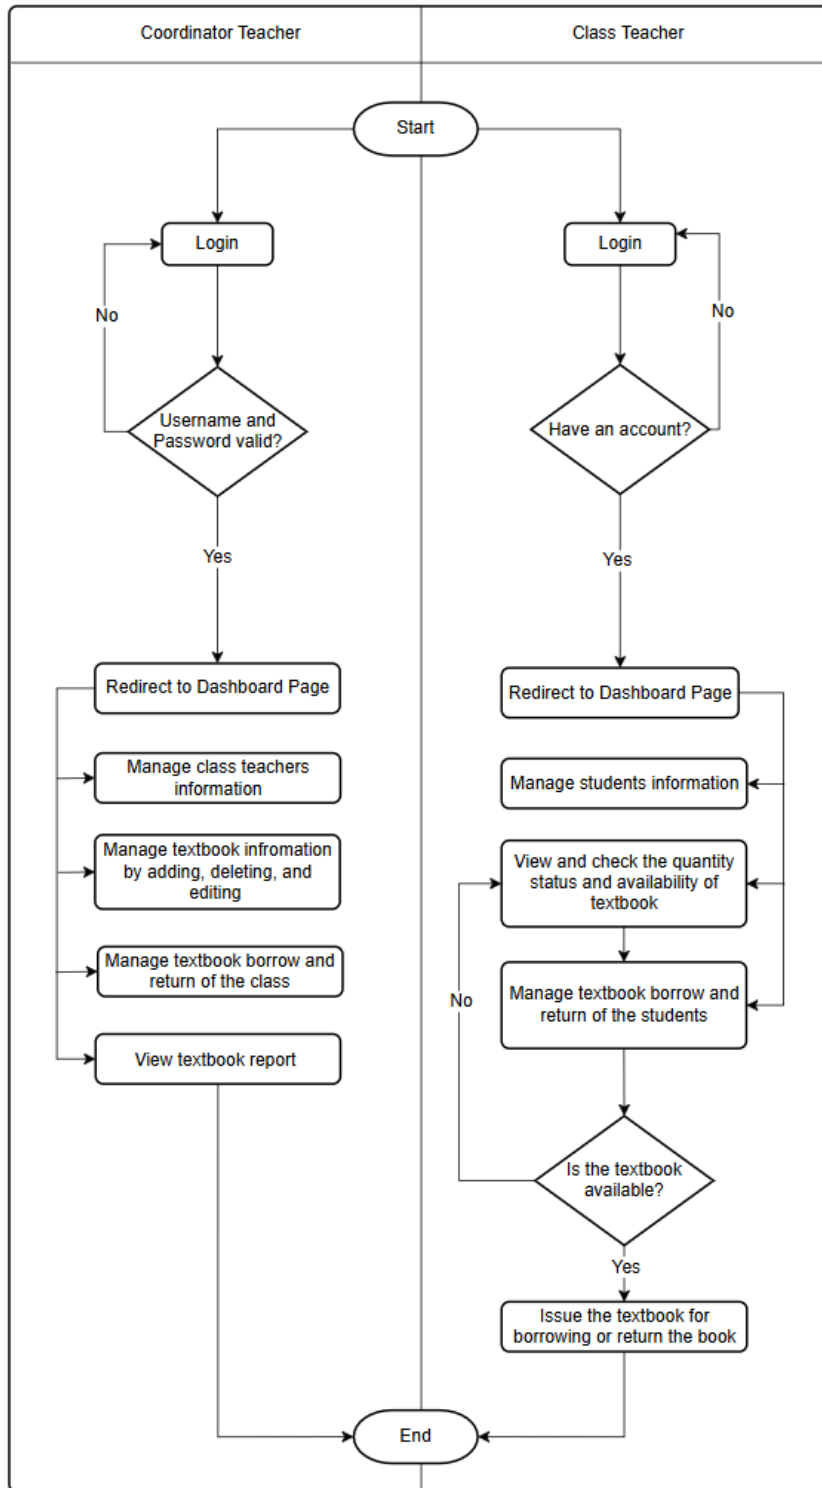 Coordinator Teacher
Class Teacher
Start
Login
Login
No
No
Username and
Password valid?
Have an account?
Yes
Yes
Redirect to Dashboard Page
Redirect to Dashboard Page
Manage class teachers
information
Manage students information
Manage textbook infromation
by adding, deleting, and
editing
View and check the quantity
status and availability of
textbook
Manage textbook borrow and
return of the class
Manage textbook borrow and
return of the students
No
View textbook report
Is the textbook
available?
Yes
Issue the textbook for
borrowing or return the book
End